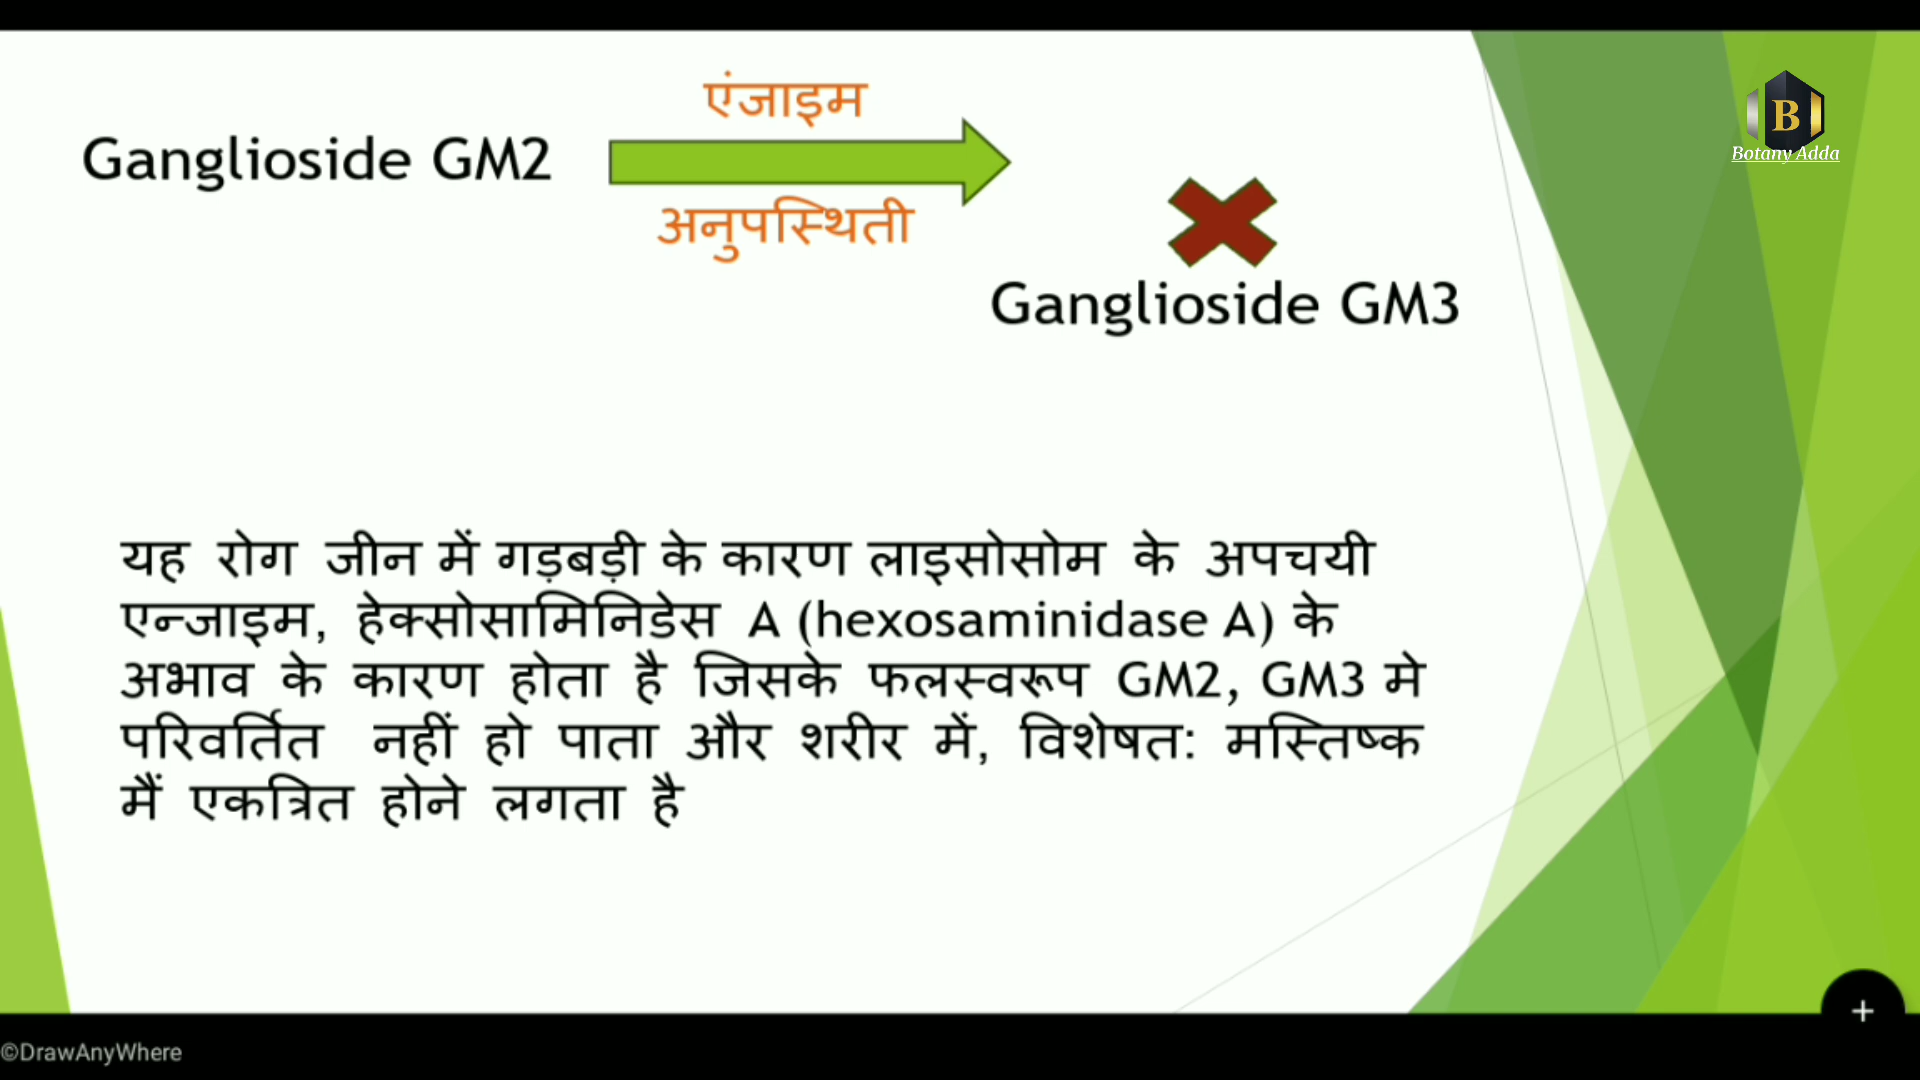 एंजाइम
Ganglioside GM2
अनुपस्थिती
Ganglioside GM3
B
Botany Adda
यह रोग जीन में गड़बड़ी के कारण लाइसोसोम के अपचयी
एन्जाइम, हेक्सोसामिनिडेस A (hexosaminidase A) के
अभाव के कारण होता है जिसके फलस्वरूप GM2, GM3 मे
परिवर्तित नहीं हो पाता और शरीर में, विशेषत: मस्तिष्क
मैं एकत्रित होने लगता है
+
©DrawAnyWhere